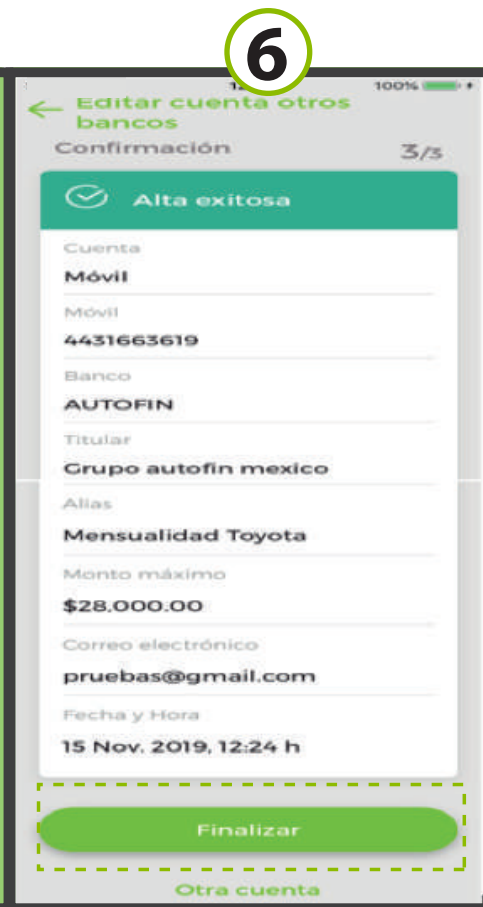 6
100%
← Editar cuenta otros
bancos
Confirmación 3/3
Alta exitosa
Cuenta
Móvil
Móvil
4431663619
Banco
AUTOFIN
Titular
Grupo autofin mexico
Alias
Mensualidad Toyota
Monto máximo
$28,000.00
Correo electrónico
pruebas@gmail.com
Fecha y Hora
15 Nov. 2019, 12:24 h
Finalizar
Otra cuenta